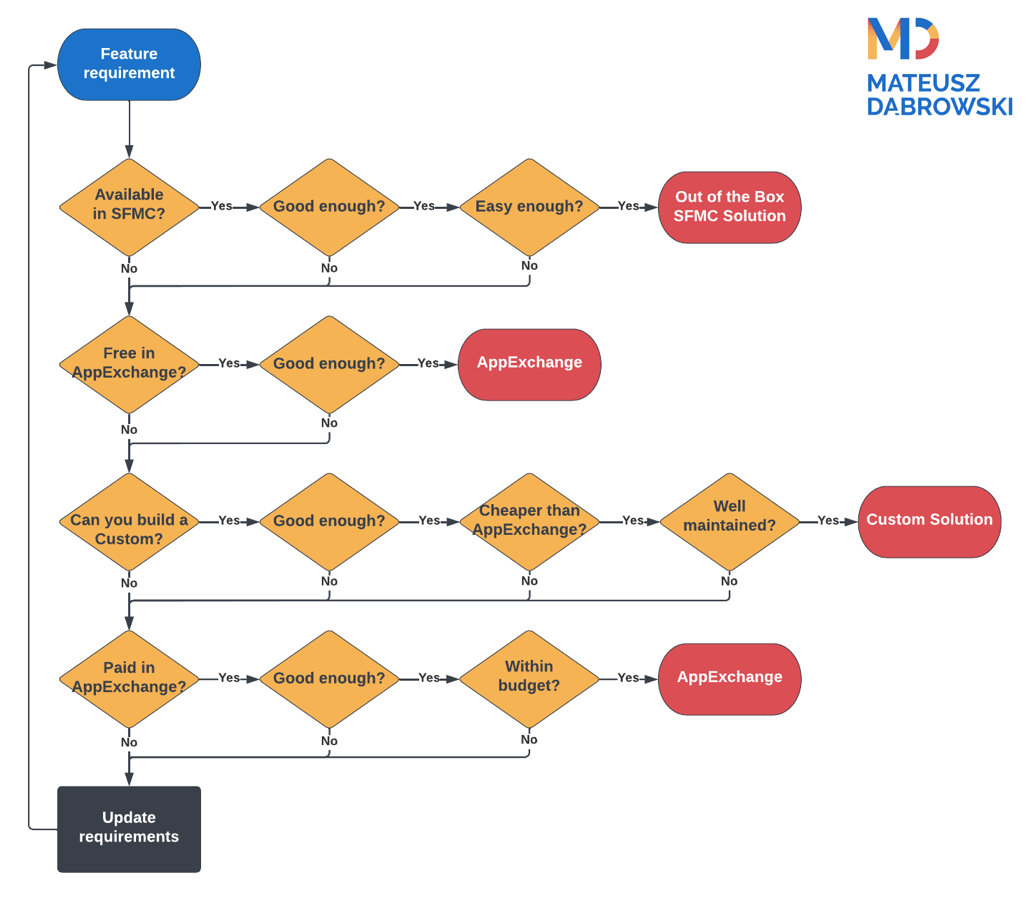 Feature
requirement
MATEUSZ
DĄBROWSKI
Available
in SFMC?
Yes
Good enough?
Yes
Easy enough?
Yes
Out of the Box
SFMC Solution
No
No
No
Free in
AppExchange?
Yes
Good enough?
Yes
AppExchange
No
No
Can you build a
Custom?
Yes
Good enough?
Yes
Cheaper than
AppExchange?
Yes
Well
maintained?
Yes
Custom Solution
No
No
No
No
Paid in
AppExchange?
Yes
Good enough?
Yes
Within
budget?
Yes
AppExchange
No
No
No
Update
requirements